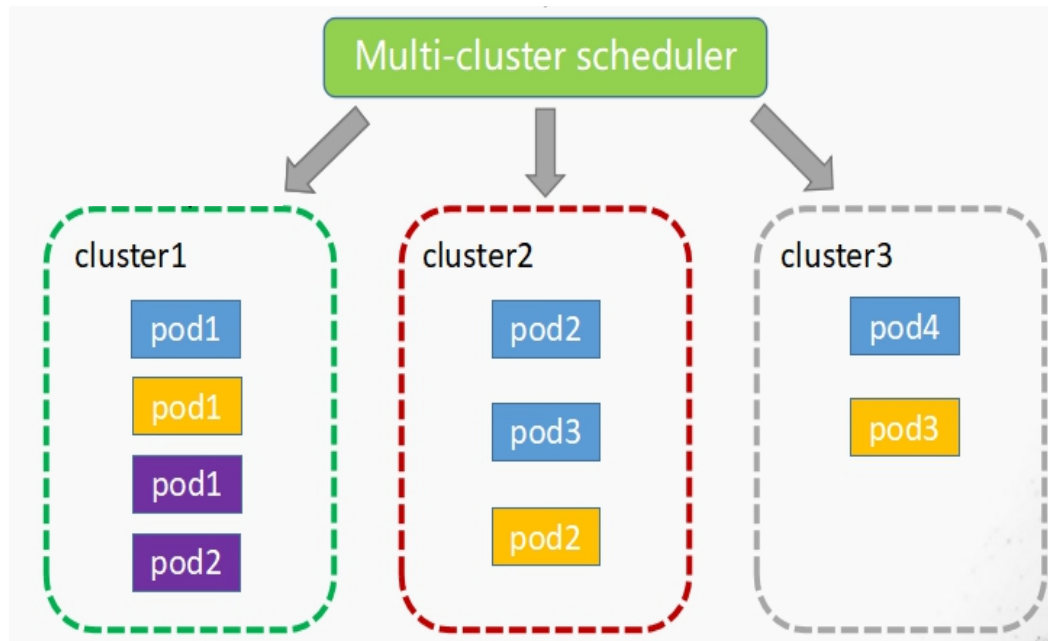 Multi-cluster scheduler
cluster1
pod1
pod1
pod1
pod2
cluster2
pod2
pod3
pod2
cluster3
pod4
pod3